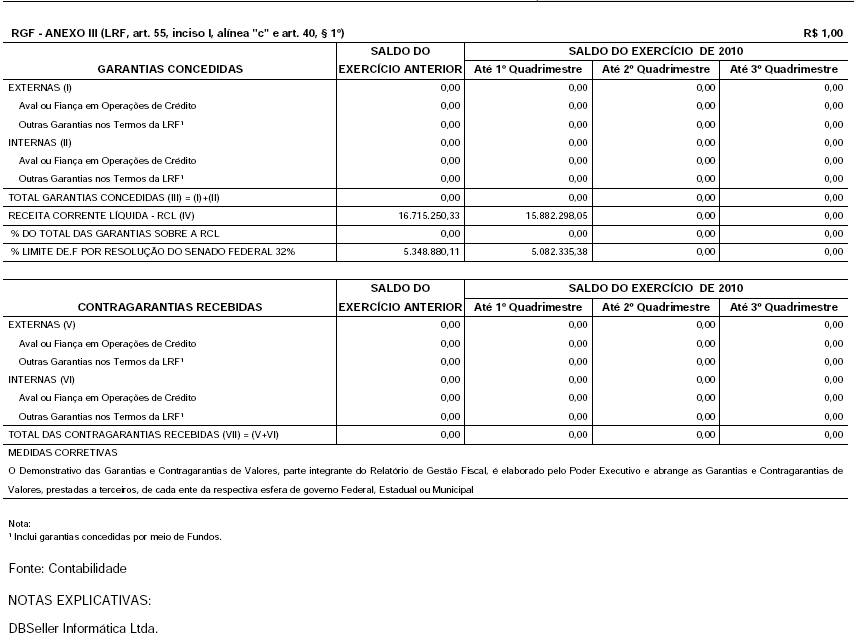 RGF - ANEXO III (LRF, art. 55, inciso I, alínea "c" e art. 40, § 1º) R$ 1,00
SALDO DO SALDO DO EXERCÍCIO DE 2010
GARANTIAS CONCEDIDAS EXERCÍCIO ANTERIOR Até 1º Quadrimestre Até 2º Quadrimestre Até 3º Quadrimestre
EXTERNAS (I) 0,00 0,00 0,00 0,00
Aval ou Fiança em Operações de Crédito 0,00 0,00 0,00 0,00
Outras Garantias nos Termos da LRF¹ 0,00 0,00 0,00 0,00
INTERNAS (II) 0,00 0,00 0,00 0,00
Aval ou Fiança em Operações de Crédito 0,00 0,00 0,00 0,00
Outras Garantias nos Termos da LRF¹ 0,00 0,00 0,00 0,00
TOTAL GARANTIAS CONCEDIDAS (III) = (I)+(II) 0,00 0,00 0,00 0,00
RECEITA CORRENTE LÍQUIDA - RCL (IV) 16.715.250,33 15.882.298,05 0,00 0,00
% DO TOTAL DAS GARANTIAS SOBRE A RCL 0,00 0,00 0,00 0,00
% LIMITE DE.F POR RESOLUÇÃO DO SENADO FEDERAL 32% 5.348.880,11 5.082.335,38 0,00 0,00
SALDO DO SALDO DO EXERCÍCIO DE 2010
CONTRAGARANTIAS RECEBIDAS EXERCÍCIO ANTERIOR Até 1º Quadrimestre Até 2º Quadrimestre Até 3º Quadrimestre
EXTERNAS (V) 0,00 0,00 0,00 0,00
Aval ou Fiança em Operações de Crédito 0,00 0,00 0,00 0,00
Outras Garantias nos Termos da LRF¹ 0,00 0,00 0,00 0,00
INTERNAS (VI) 0,00 0,00 0,00 0,00
Aval ou Fiança em Operações de Crédito 0,00 0,00 0,00 0,00
Outras Garantias nos Termos da LRF¹ 0,00 0,00 0,00 0,00
TOTAL DAS CONTRAGARANTIAS RECEBIDAS (VII) = (V+VI) 0,00 0,00 0,00 0,00
MEDIDAS CORRETIVAS
O Demonstrativo das Garantias e Contragarantias de Valores, parte integrante do Relatório de Gestão Fiscal, é elaborado pelo Poder Executivo e abrange as Garantias e Contragarantias de
Valores, prestadas a terceiros, de cada ente da respectiva esfera de governo Federal, Estadual ou Municipal
Nota:
¹ Inclui garantias concedidas por meio de Fundos.
Fonte: Contabilidade
NOTAS EXPLICATIVAS:
DBSeller Informática Ltda.